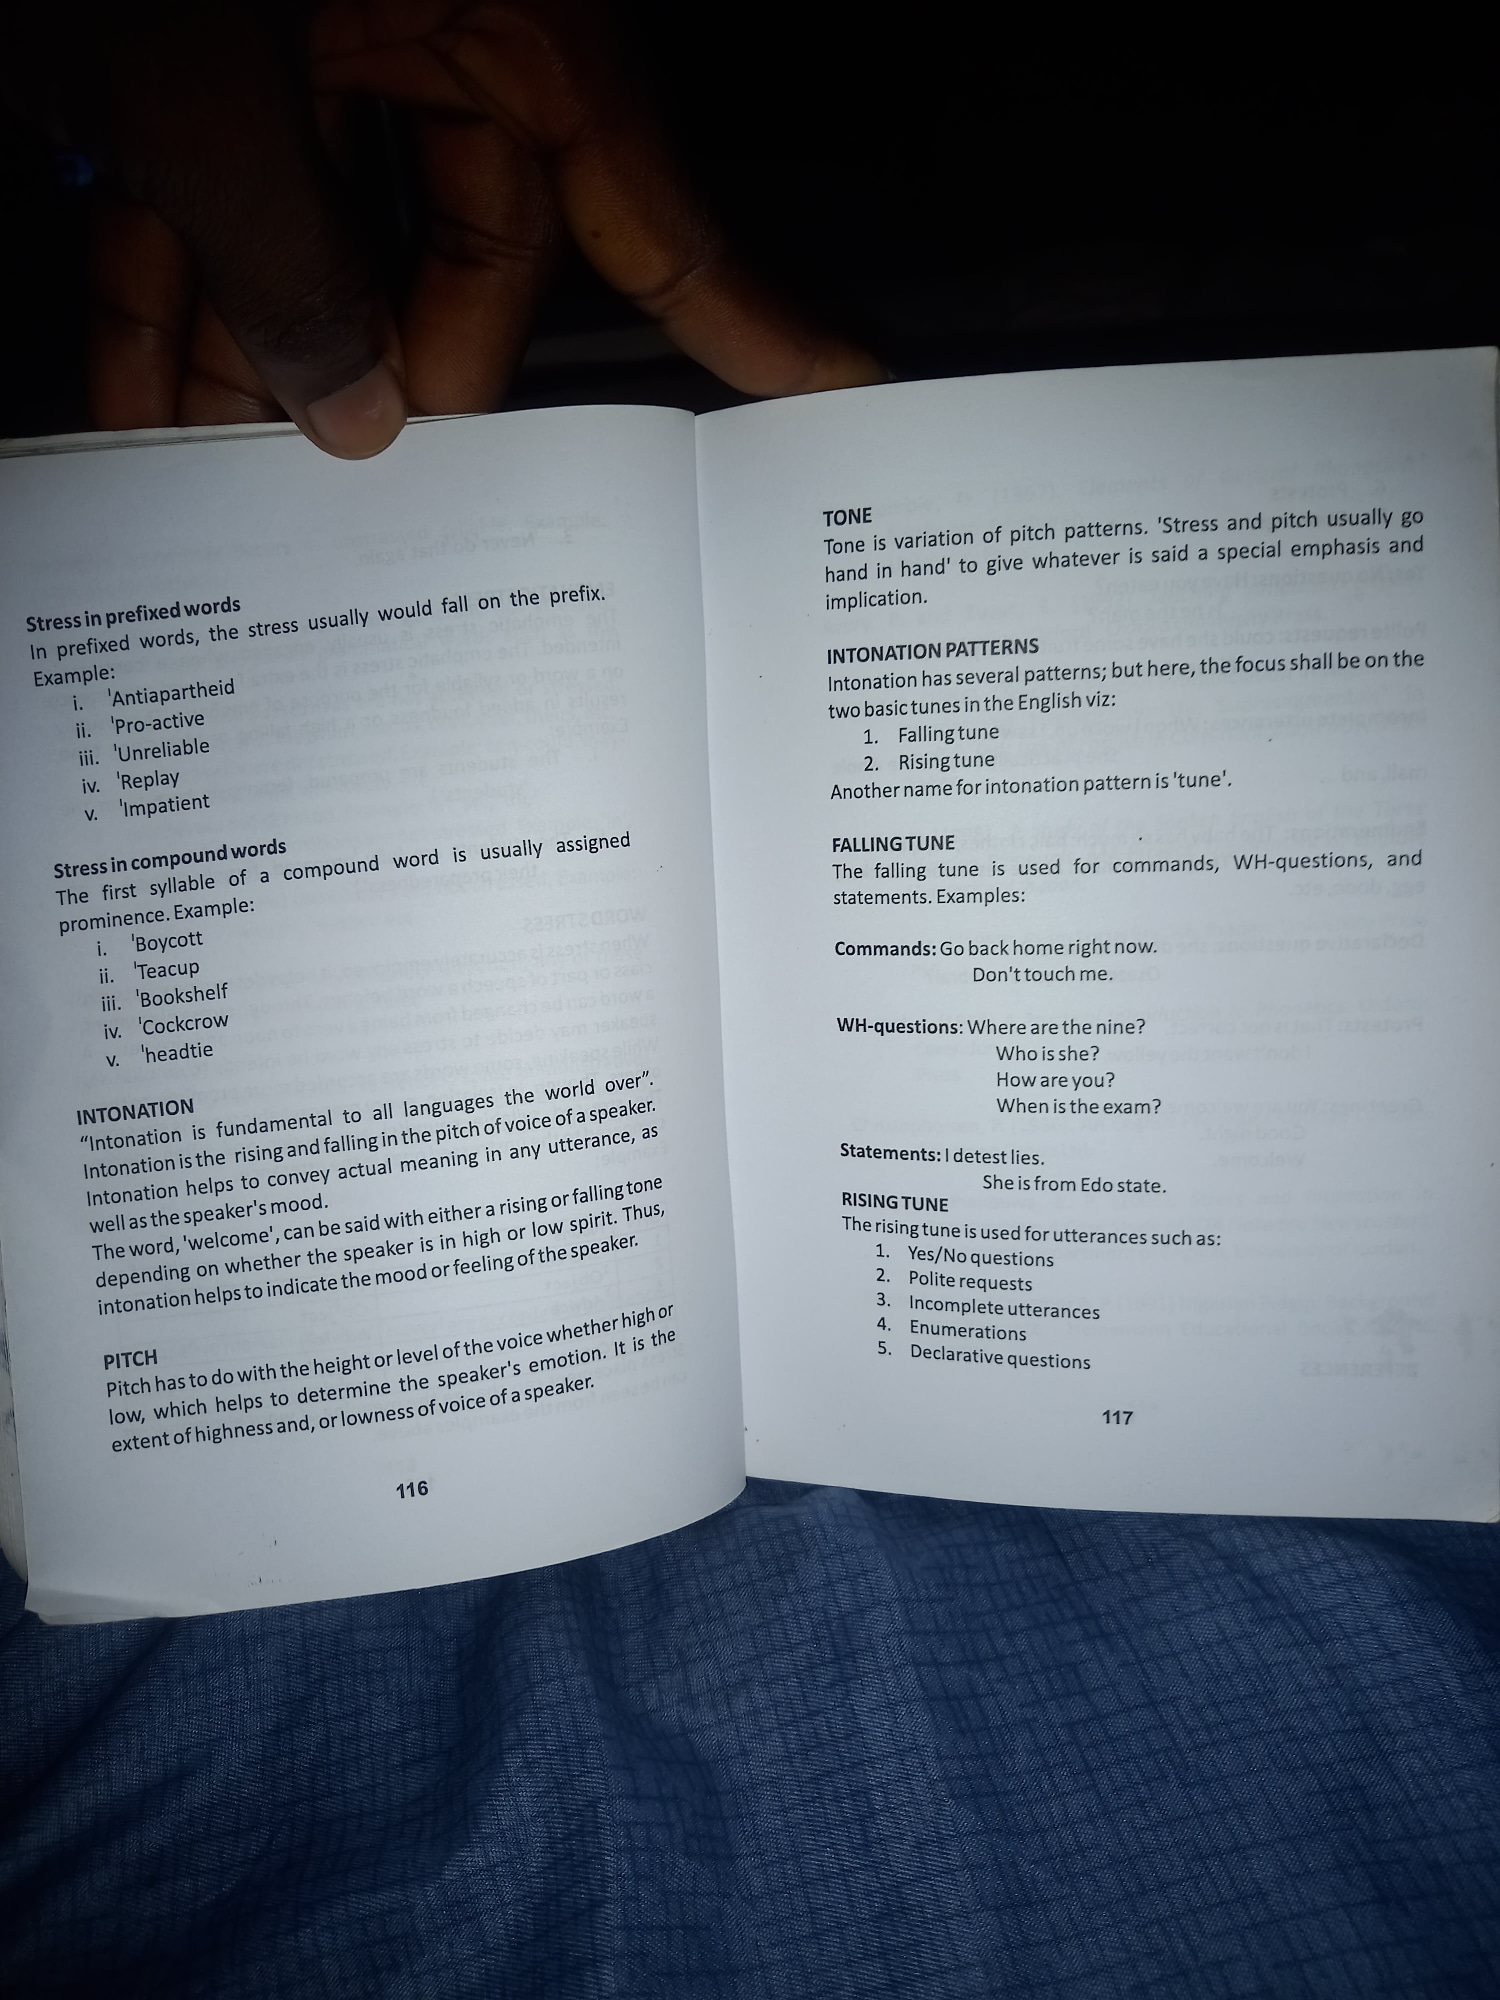 Stress in prefixed words
In prefixed words, the stress usually would fall on the prefix.
Example:
i. 'Antiapartheid
ii. 'Pro-active
iii. 'Unreliable
iv. 'Replay
v. 'Impatient
Stress in compound words
The first syllable of a compound word is usually assigned
prominence. Example:
i. 'Boycott
ii. 'Teacup
iii. 'Bookshelf
iv. 'Cockcrow
v. 'headtie
INTONATION
“Intonation is fundamental to all languages the world over”.
Intonation is the rising and falling in the pitch of voice of a speaker.
Intonation helps to convey actual meaning in any utterance, as
well as the speaker's mood.
The word, 'welcome', can be said with either a rising or falling tone
depending on whether the speaker is in high or low spirit. Thus,
intonation helps to indicate the mood or feeling of the speaker.
PITCH
Pitch has to do with the height or level of the voice whether high or
low, which helps to determine the speaker's emotion. It is the
extent of highness and, or lowness of voice of a speaker.
116
TONE
Tone is variation of pitch patterns. 'Stress and pitch usually go
hand in hand' to give whatever is said a special emphasis and
implication.
INTONATION PATTERNS
Intonation has several patterns; but here, the focus shall be on the
two basic tunes in the English viz:
1. Falling tune
2. Rising tune
Another name for intonation pattern is 'tune'.
FALLING TUNE
The falling tune is used for commands, WH-questions, and
statements. Examples:
Commands: Go back home right now.
Don't touch me.
WH-questions: Where are the nine?
Who is she?
How are you?
When is the exam?
Statements: I detest lies.
She is from Edo state.
RISING TUNE
The rising tune is used for utterances such as:
1. Yes/No questions
2. Polite requests
3. Incomplete utterances
4. Enumerations
5. Declarative questions
117